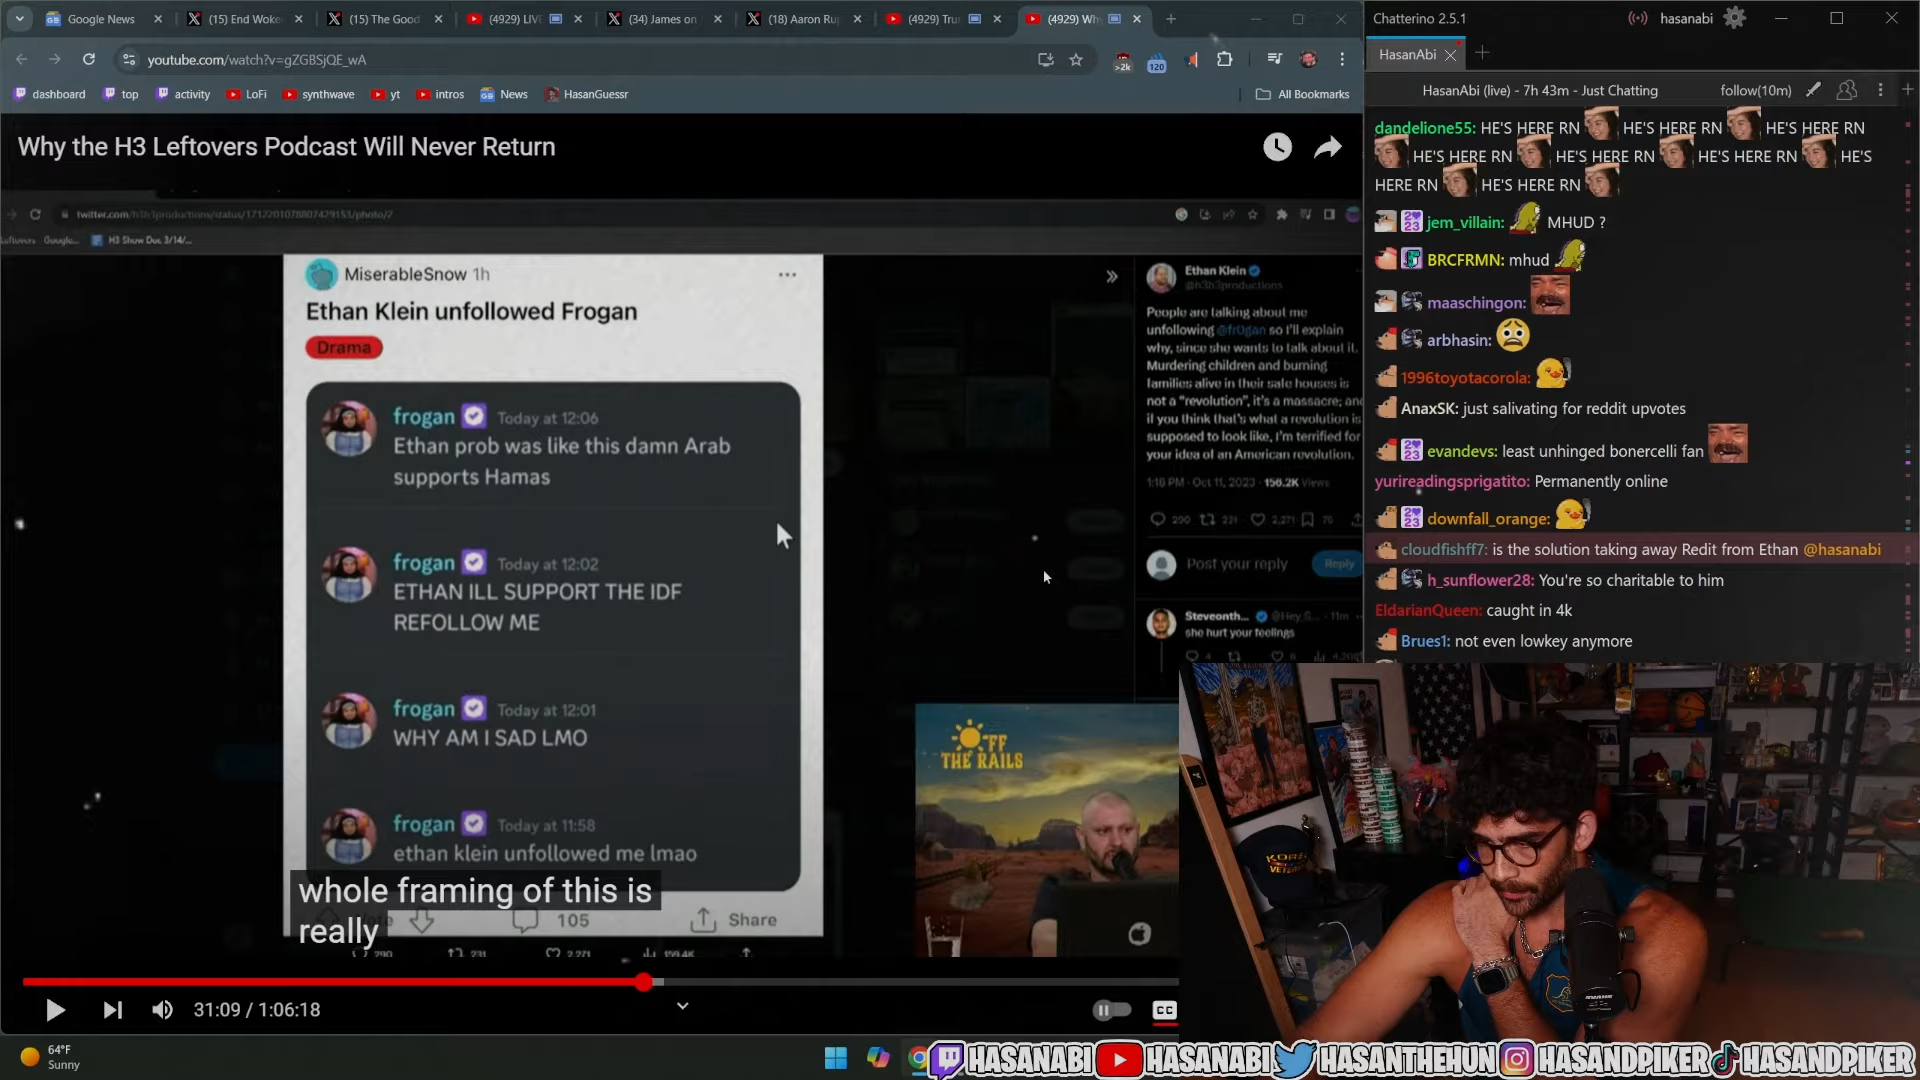 Google News
(15) End Woke
(15) The Good
(4929) LIVE
(34) James on
(18) Aaron Rup
(4929) Tru
(4929) Why
youtube.com/watch?v=gZGBSjQE_wA
>2k
120
dashboard
top
activity
LoFi
synthwave
yt
intros
News
HasanGuessr
All Bookmarks
Why the H3 Leftovers Podcast Will Never Return
twitter.com/h3h3productions/status/1712201078807429153/photo/2
H3 Show Doc 3/14/...
MiserableSnow 1h
Ethan Klein unfollowed Frogan
Drama
frogan Today at 12:06
Ethan prob was like this damn Arab
supports Hamas
frogan Today at 12:02
ETHAN ILL SUPPORT THE IDF
REFOLLOW ME
frogan Today at 12:01
WHY AM I SAD LMO
frogan Today at 11:58
ethan klein unfollowed me lmao
105
Share
whole framing of this is
really
Ethan Klein
@h3h3productions
People are talking about me
unfollowing @fr0gan so I'll explain
why, since she wants to talk about it.
Murdering children and burning
families alive in their safe houses is
not a "revolution", it's a massacre; and
if you think that's what a revolution is
supposed to look like, I'm terrified for
your idea of an American revolution.
1:16 PM · Oct 11, 2023 · 156.2K Views
290 231 2,271 70
Post your reply
Reply
Steveonth... @Hey_S... · 11m
she hurt your feelings
790 231 2,271 159.4K
OFF
THE RAILS
31:09 / 1:06:18
CC
64°F
Sunny
Chatterino 2.5.1
hasanabi
HasanAbi
HasanAbi (live) - 7h 43m - Just Chatting
follow(10m)
dandelione55: HE'S HERE RN HE'S HERE RN HE'S HERE RN
HE'S HERE RN HE'S HERE RN HE'S HERE RN HE'S
HERE RN HE'S HERE RN
jem_villain: MHUD ?
BRCFRMN: mhud
maaschingon:
arbhasin:
1996toyotacorola:
AnaxSK: just salivating for reddit upvotes
evandevs: least unhinged bonercelli fan
yurireadingsprigatito: Permanently online
downfall_orange:
cloudfishff7: is the solution taking away Redit from Ethan @hasanabi
h_sunflower28: You're so charitable to him
EldarianQueen: caught in 4k
Brues1: not even lowkey anymore
KOREA
VETERAN
HASANABI HASANABI HASANTHEHUN HASANDPIKER HASANDPIKER